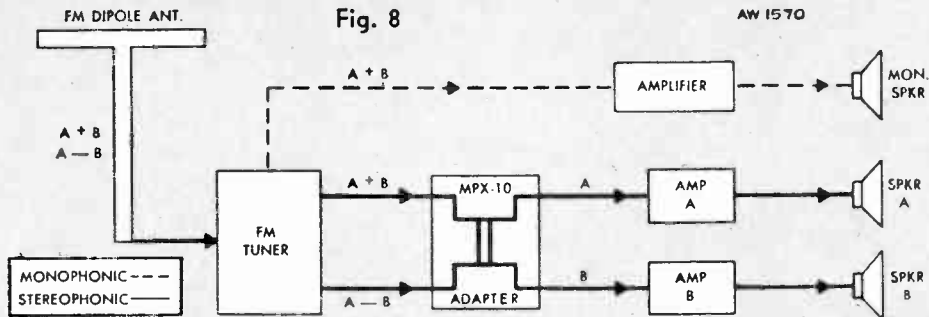 FM DIPOLE ANT.
Fig. 8
AW 1570
A + B
A — B
A + B
AMPLIFIER
MON.
SPKR
FM
TUNER
A + B
A — B
MPX-10
ADAPTER
A
B
AMP
A
AMP
B
SPKR
A
SPKR
B
MONOPHONIC
STEREOPHONIC